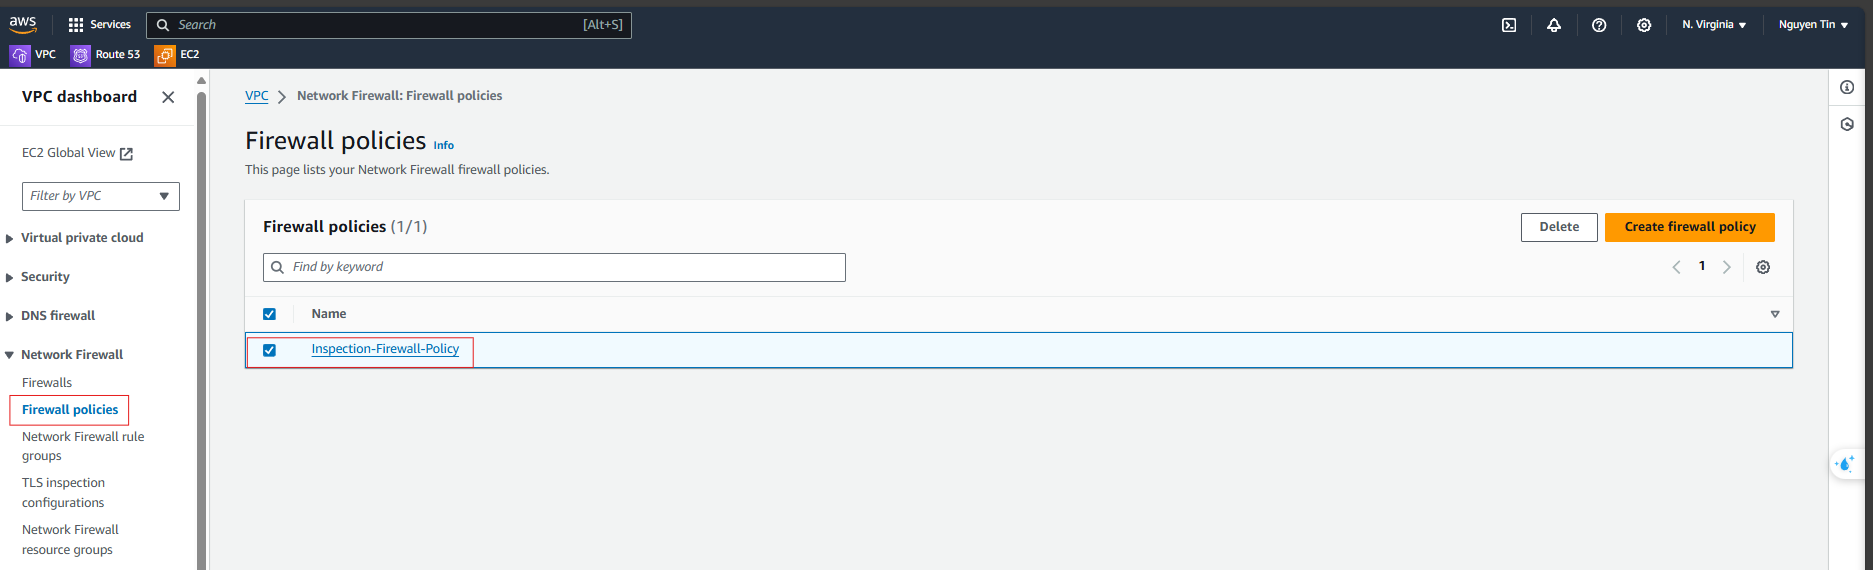 aws
Services
Search
[Alt+S]
N. Virginia
Nguyen Tin
VPC
Route 53
EC2
VPC dashboard
EC2 Global View
Filter by VPC
Virtual private cloud
Security
DNS firewall
Network Firewall
Firewalls
Firewall policies
Network Firewall rule
groups
TLS inspection
configurations
Network Firewall
resource groups
VPC
Network Firewall: Firewall policies
Firewall policies Info
This page lists your Network Firewall firewall policies.
Firewall policies (1/1)
Delete
Create firewall policy
Find by keyword
1
Name
Inspection-Firewall-Policy